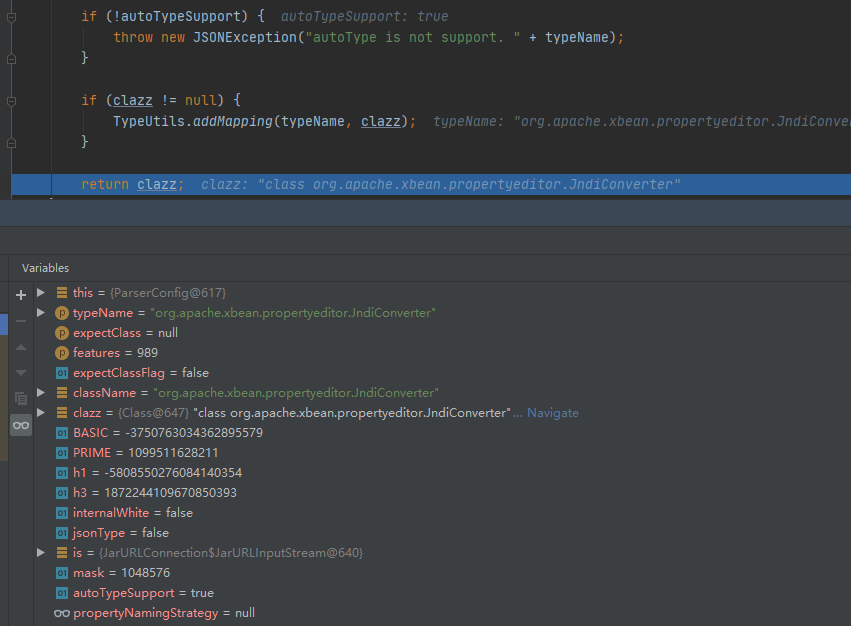 if (!autoTypeSupport) {  autoTypeSupport: true
throw new JSONException("autoType is not support. " + typeName);
}
if (clazz != null) {
TypeUtils.addMapping(typeName, clazz);  typeName: "org.apache.xbean.propertyeditor.JndiConve
}
return clazz;  clazz: "class org.apache.xbean.propertyeditor.JndiConverter"
Variables
this = {ParserConfig@617}
typeName = "org.apache.xbean.propertyeditor.JndiConverter"
expectClass = null
features = 989
expectClassFlag = false
className = "org.apache.xbean.propertyeditor.JndiConverter"
clazz = {Class@647} "class org.apache.xbean.propertyeditor.JndiConverter"... Navigate
BASIC = -3750763034362895579
PRIME = 1099511628211
h1 = -5808550276084140354
h3 = 1872244109670850393
internalWhite = false
jsonType = false
is = {JarURLConnection$JarURLInputStream@640}
mask = 1048576
autoTypeSupport = true
propertyNamingStrategy = null